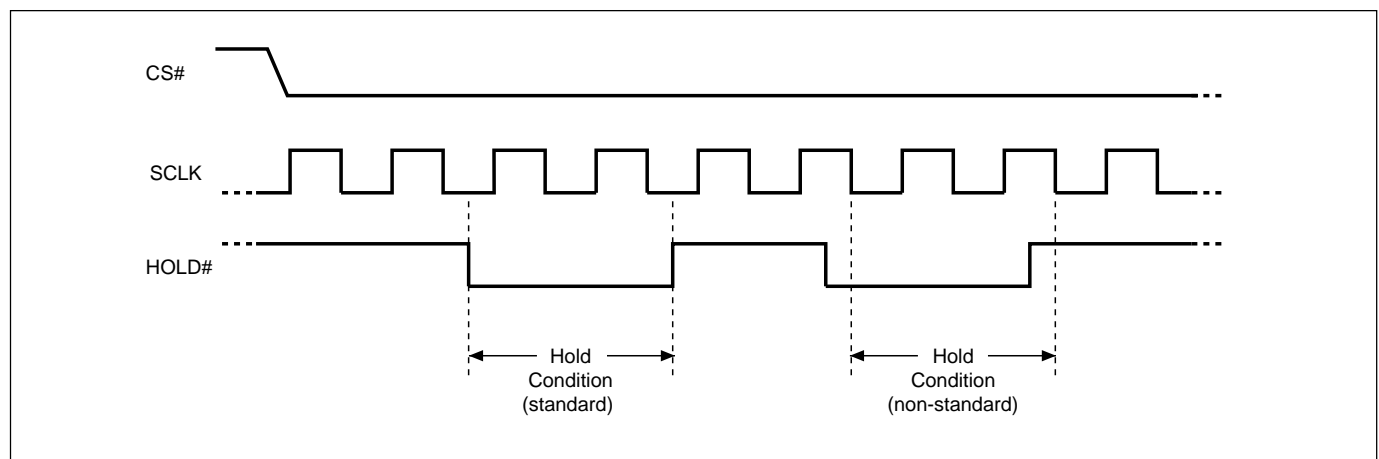 CS#
SCLK
HOLD#
Hold
Condition
(standard)
Hold
Condition
(non-standard)